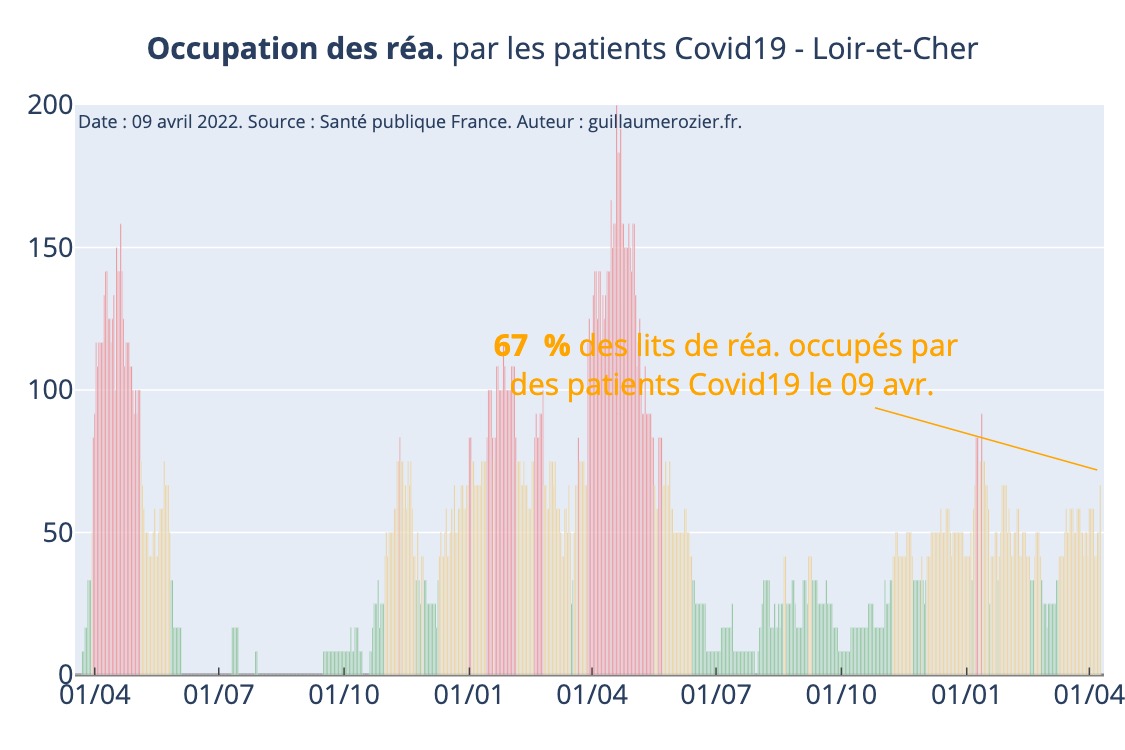 Occupation des réa. par les patients Covid19 - Loir-et-Cher
200
Date : 09 avril 2022. Source : Santé publique France. Auteur : guillaumerozier.fr.
150
67 % des lits de réa. occupés par
des patients Covid19 le 09 avr.
100
50
0
01/04 01/07 01/10 01/01 01/04 01/07 01/10 01/01 01/04